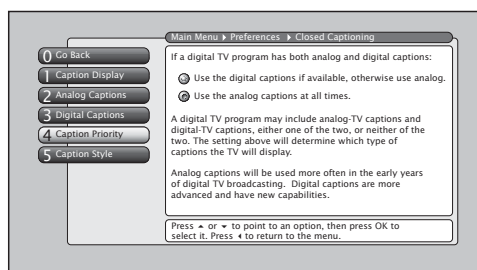 Main Menu ▸ Preferences ▸ Closed Captioning
0 Go Back
1 Caption Display
2 Analog Captions
3 Digital Captions
4 Caption Priority
5 Caption Style
If a digital TV program has both analog and digital captions:
Use the digital captions if available, otherwise use analog.
Use the analog captions at all times.
A digital TV program may include analog-TV captions and
digital-TV captions, either one of the two, or neither of the
two. The setting above will determine which type of
captions the TV will display.
Analog captions will be used more often in the early years
of digital TV broadcasting. Digital captions are more
advanced and have new capabilities.
Press ▴ or ▾ to point to an option, then press OK to
select it. Press ◂ to return to the menu.